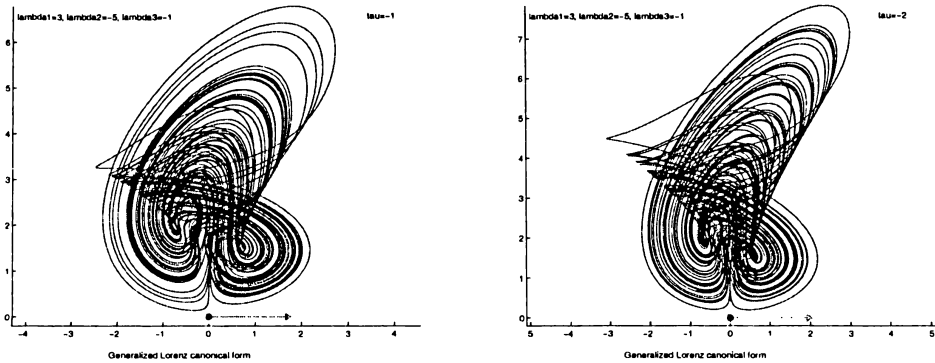 lambda1=3, lambda2=-5, lambda3=-1
tau=-1
6
5
4
3
2
1
0
-4 -3 -2 -1 0 1 2 3 4
Generalized Lorenz canonical form
lambda1=3, lambda2=-5, lambda3=-1
tau=-2
7
6
5
4
3
2
1
0
5 -4 -3 -2 -1 0 1 2 3 4 5
Generalized Lorenz canonical form